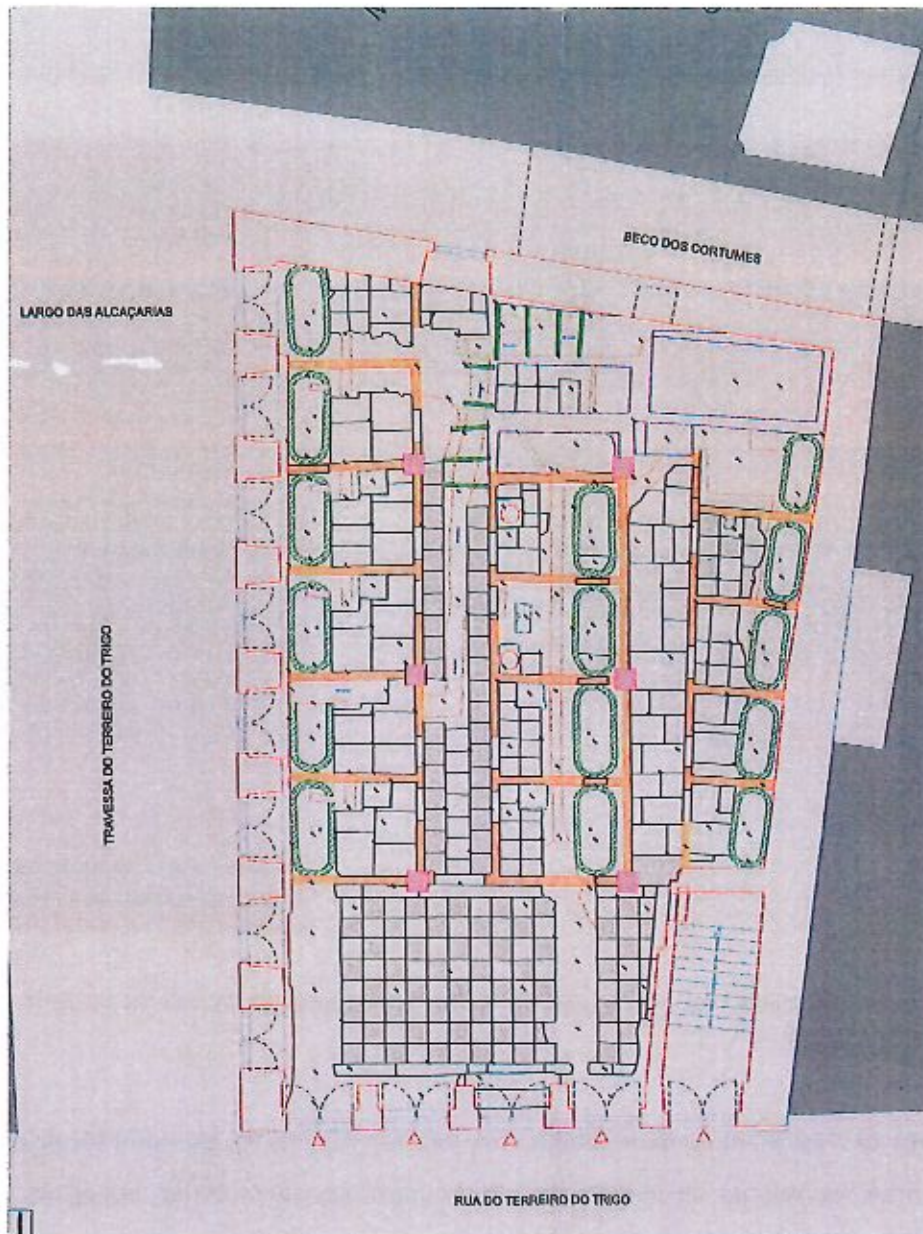 BECO DOS CORTUMES
LARGO DAS ALCAÇARIAS
TRAVESSA DO TERREIRO DO TRIGO
RUA DO TERREIRO DO TRIGO